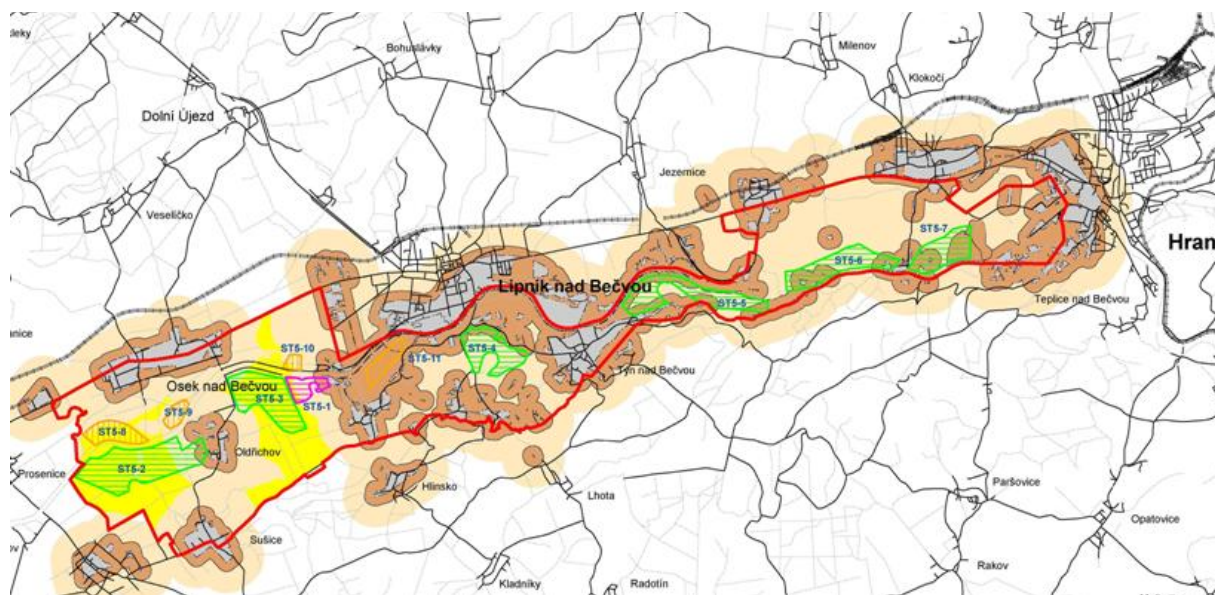 Bohuslávky
Milenov
Klokočí
Dolní Újezd
Jezernice
Veselíčko
ST5-7
Hran
ST5-6
Lipník nad Bečvou
Teplice nad Bečvou
ST5-5
ST5-10
ST5-4
ST5-11
Týn nad Bečvou
Osek nad Bečvou
ST5-3
ST5-1
ST5-9
ST5-8
Oldřichov
ST5-2
Prosenice
Hlinsko
Lhota
Paršovice
Opatovice
Sušice
Kladníky
Radotín
Rakov